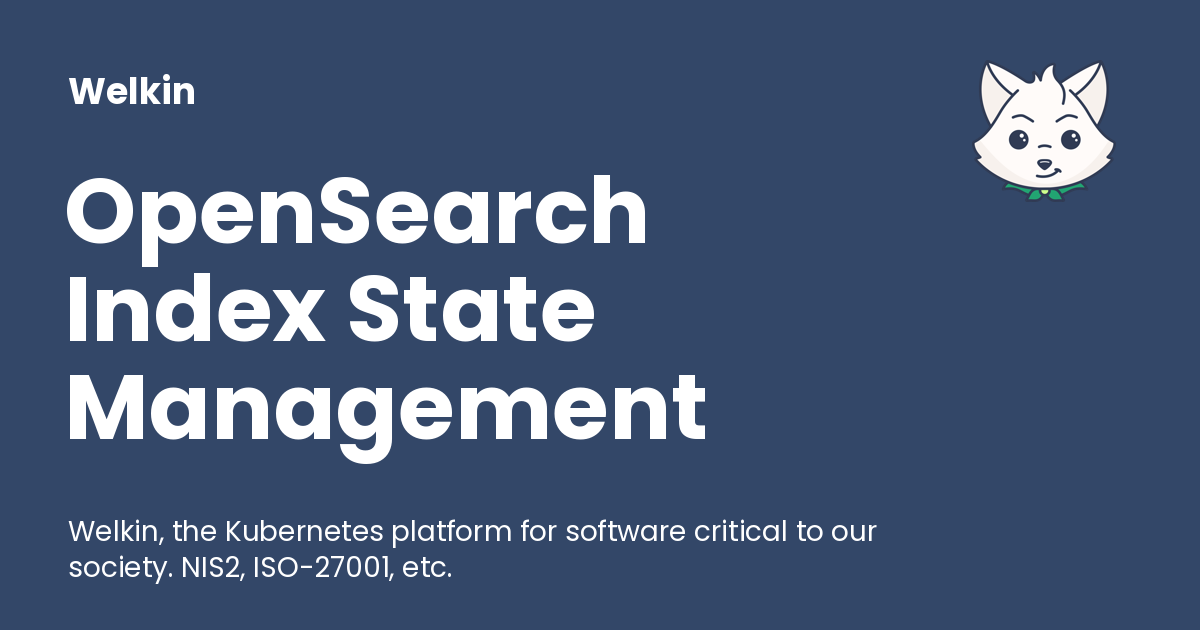 Welkin
OpenSearch
Index State
Management
Welkin, the Kubernetes platform for software critical to our
society. NIS2, ISO-27001, etc.